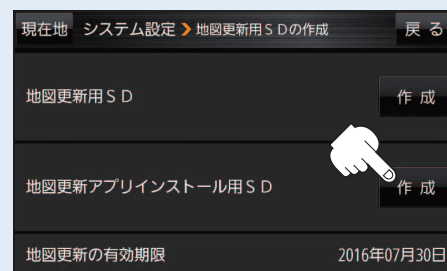 現在地 システム設定 > 地図更新用ＳＤの作成 戻 る
地図更新用ＳＤ 作 成
地図更新アプリインストール用ＳＤ 作 成
地図更新の有効期限 2016年07月30日